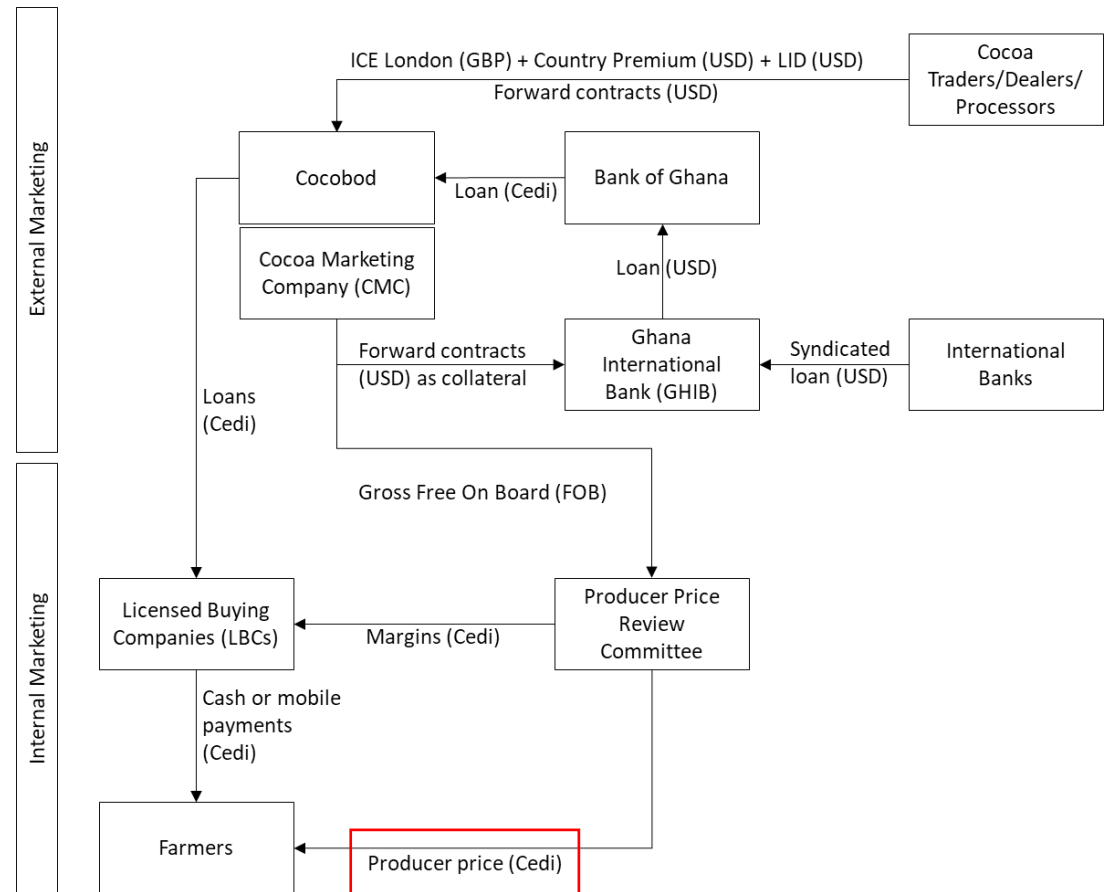 External Marketing
ICE London (GBP) + Country Premium (USD) + LID (USD)
Forward contracts (USD)
Cocoa
Traders/Dealers/
Processors
Cocobod
Loan (Cedi)
Bank of Ghana
Cocoa Marketing
Company (CMC)
Loan (USD)
Forward contracts
(USD) as collateral
Ghana
International
Bank (GHIB)
Syndicated
loan (USD)
International
Banks
Loans
(Cedi)
Gross Free On Board (FOB)
Internal Marketing
Licensed Buying
Companies (LBCs)
Margins (Cedi)
Producer Price
Review
Committee
Cash or mobile
payments
(Cedi)
Farmers
Producer price (Cedi)